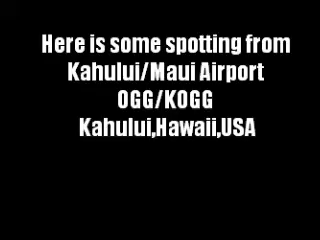 Here is some spotting from
Kahului/Maui Airport
OGG/KOGG
Kahului,Hawaii,USA